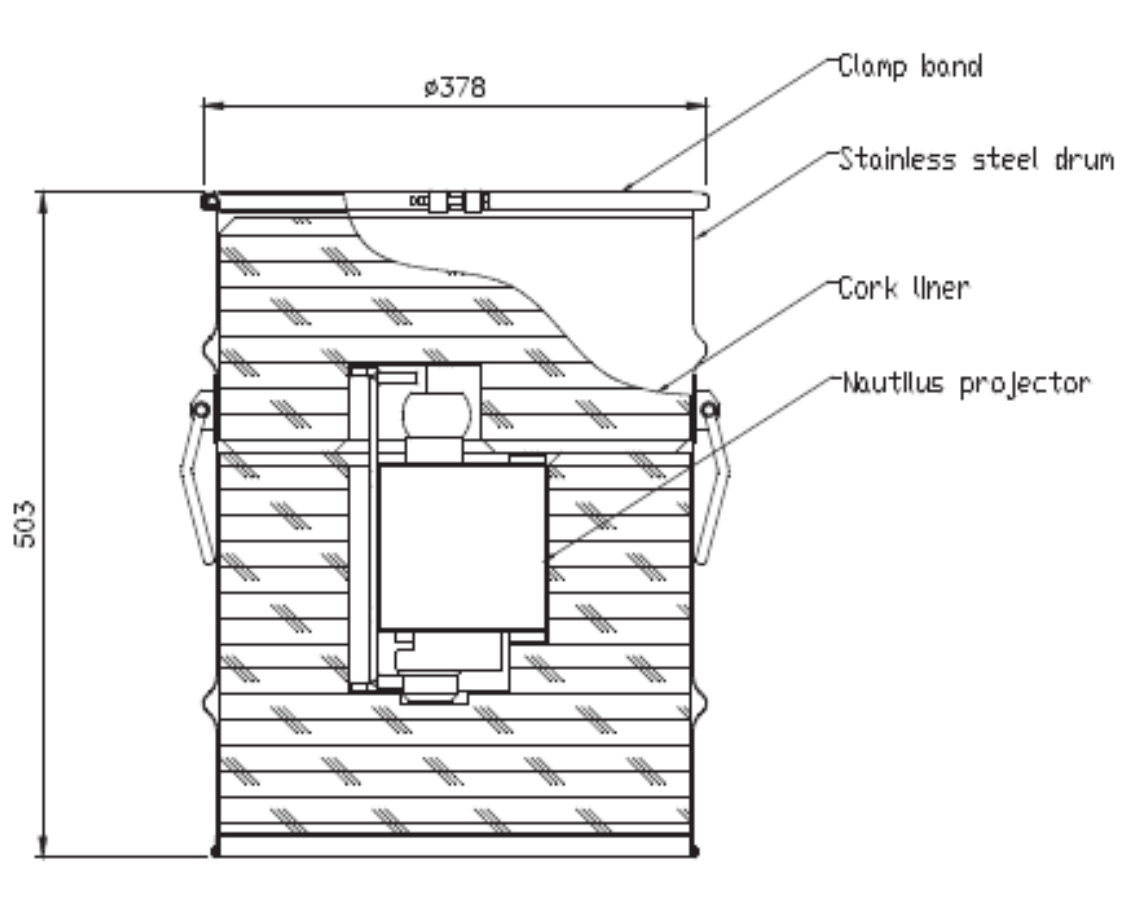 Clamp band
ø378
Stainless steel drum
Cork liner
Nautilus projector
503